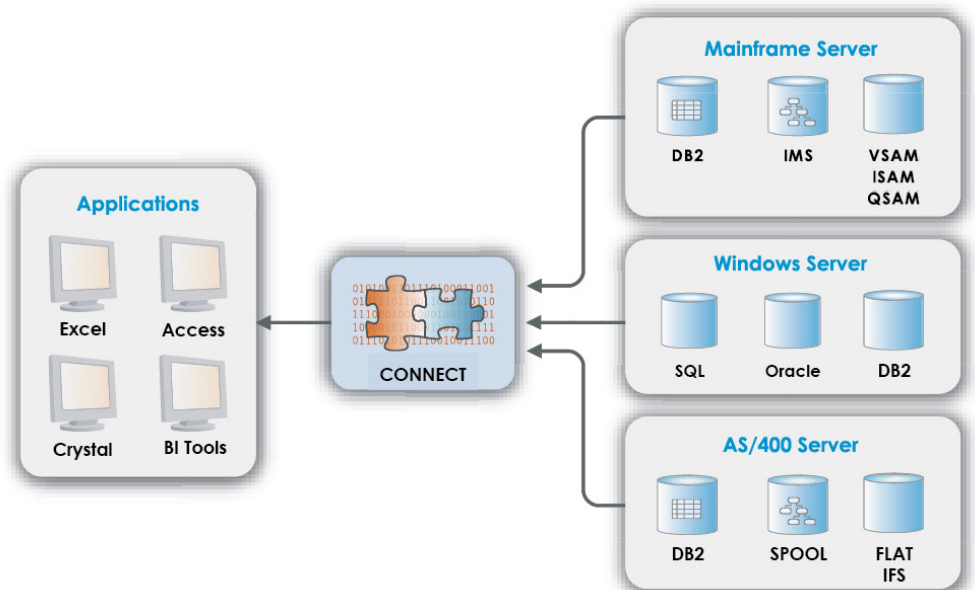 Applications
Excel
Access
Crystal
BI Tools
CONNECT
Mainframe Server
DB2
IMS
VSAM
ISAM
QSAM
Windows Server
SQL
Oracle
DB2
AS/400 Server
DB2
SPOOL
FLAT
IFS